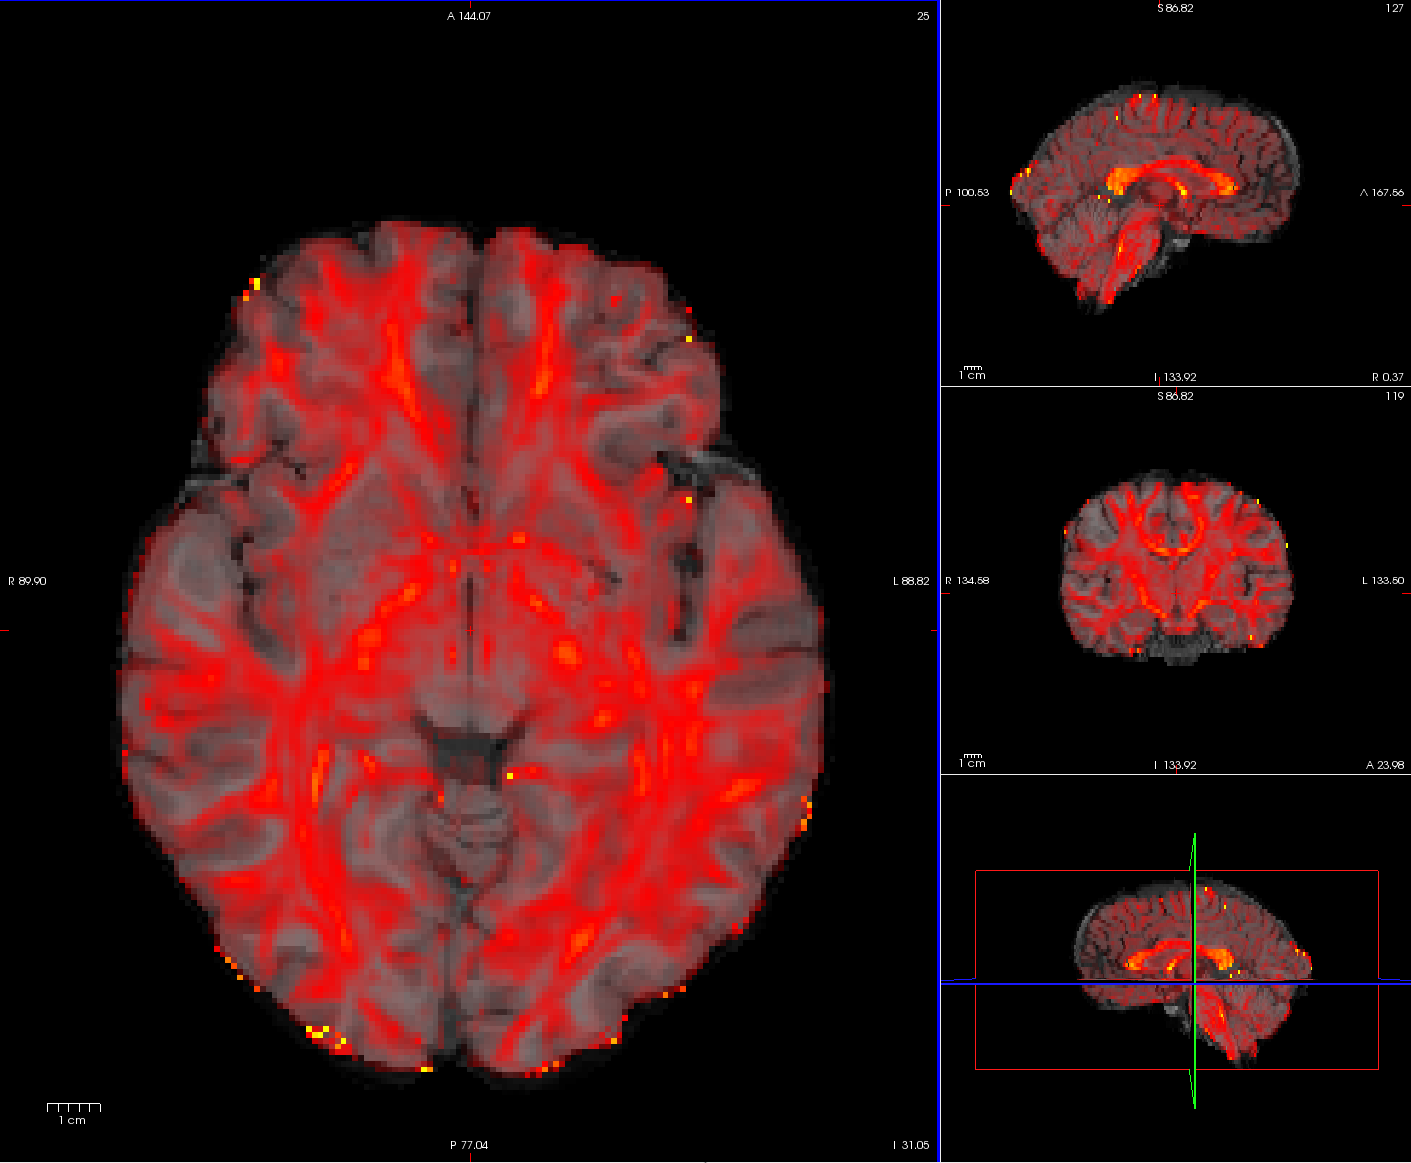 A 144.07
25
R 89.90
L 88.82
1 cm
P 77.04
I 31.05
S 86.82
127
P 100.53
A 167.56
1 cm
I 133.92
R 0.37
S 86.82
119
R 134.58
L 133.50
1 cm
I 133.92
A 23.98